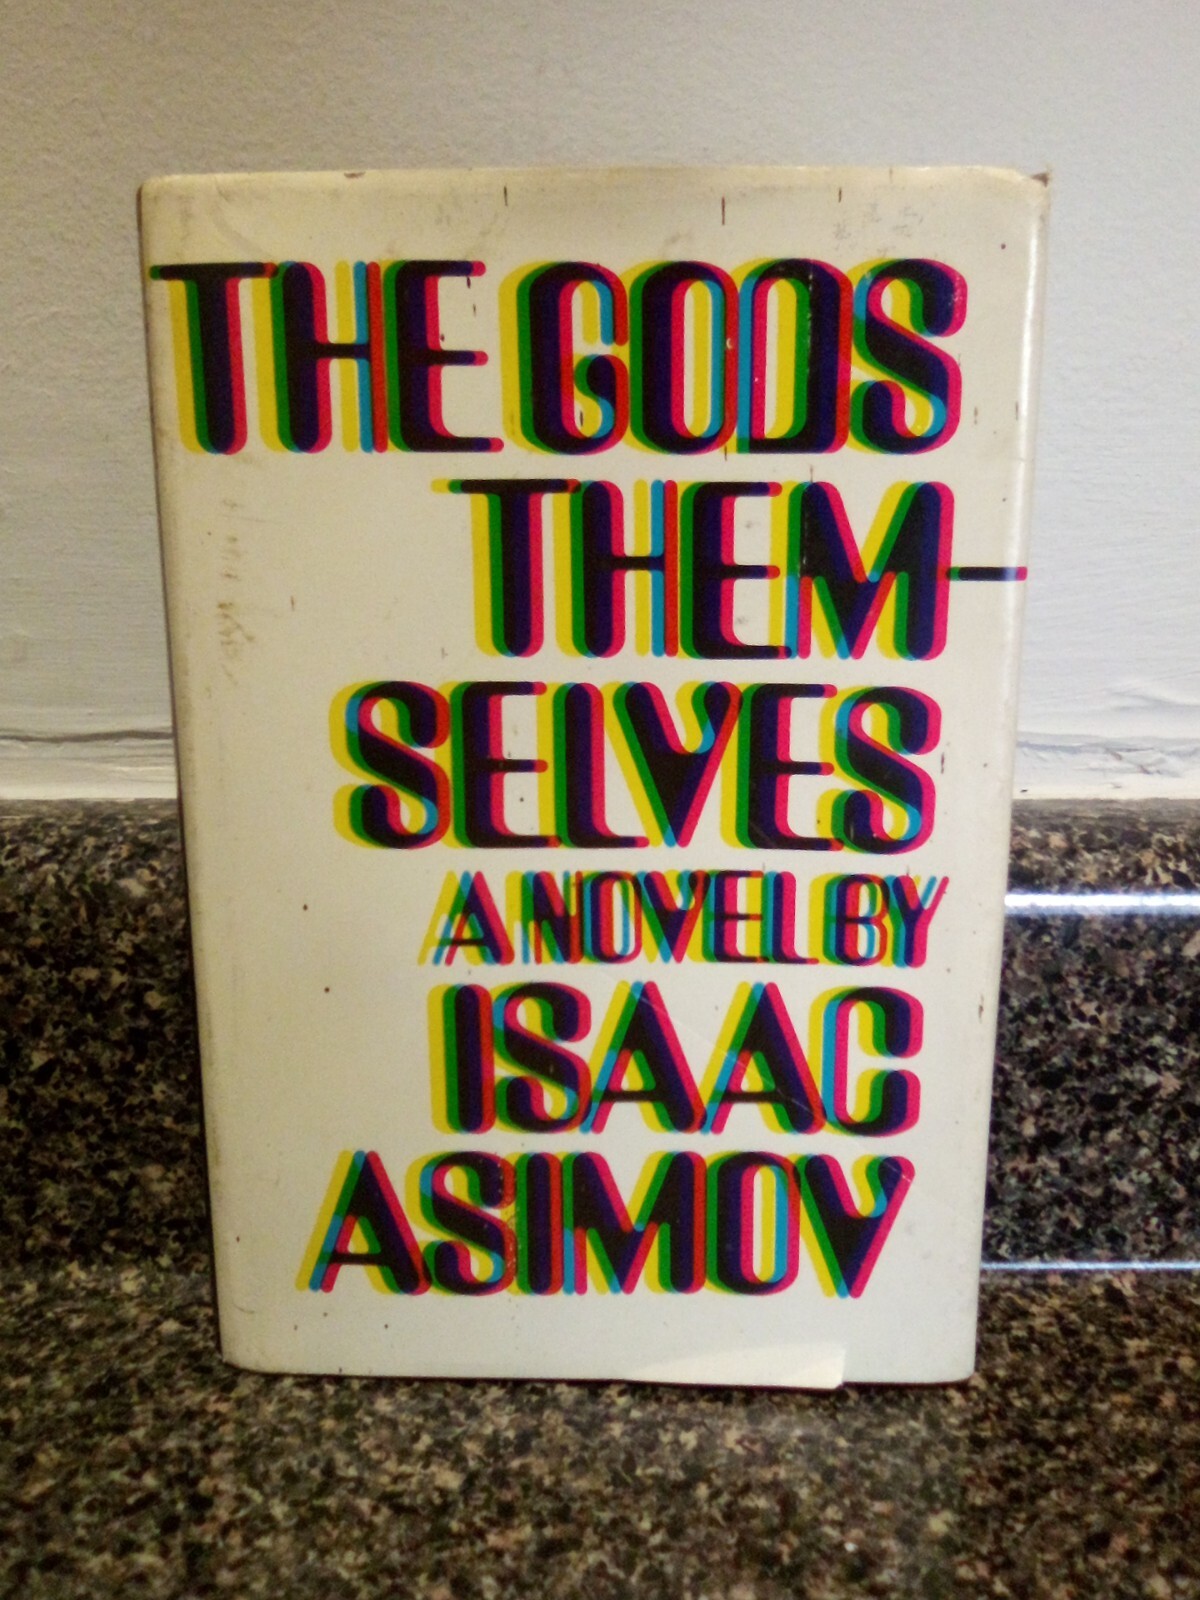 THE GODS
THEM-
SELVES
A NOVEL BY
ISAAC
ASIMOV